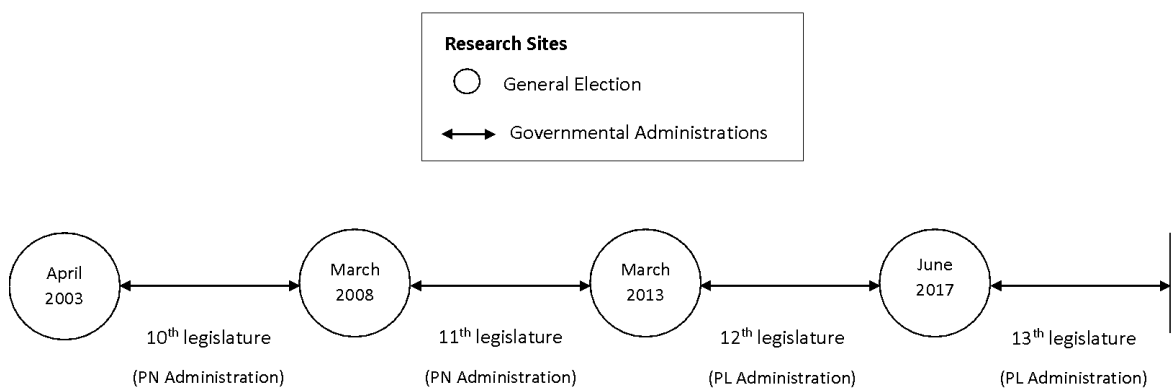 Research Sites
General Election
Governmental Administrations
April
2003
March
2008
March
2013
June
2017
10th legislature
(PN Administration)
11th legislature
(PN Administration)
12th legislature
(PL Administration)
13th legislature
(PL Administration)